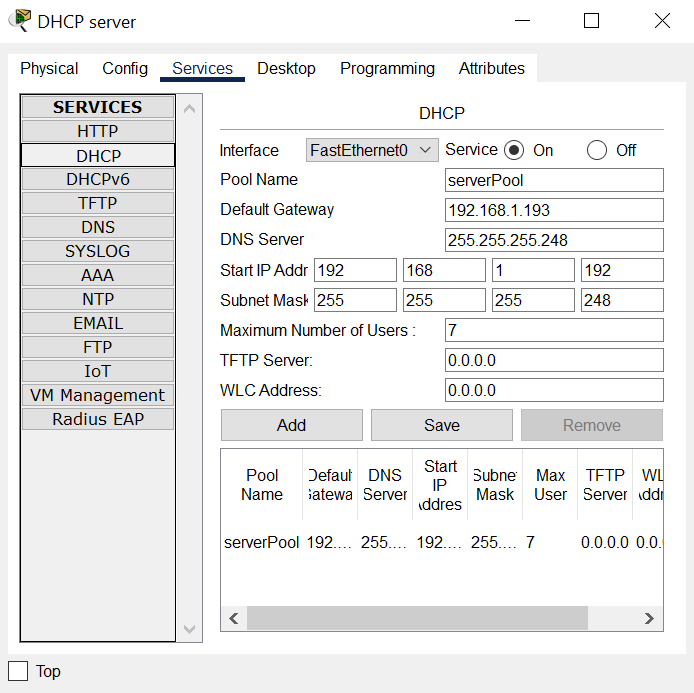 DHCP server
Physical Config Services Desktop Programming Attributes
SERVICES
HTTP
DHCP
DHCPv6
TFTP
DNS
SYSLOG
AAA
NTP
EMAIL
FTP
IoT
VM Management
Radius EAP
DHCP
Interface FastEthernet0 Service On Off
Pool Name serverPool
Default Gateway 192.168.1.193
DNS Server 255.255.255.248
Start IP Addr 192 168 1 192
Subnet Mask 255 255 255 248
Maximum Number of Users : 7
TFTP Server: 0.0.0.0
WLC Address: 0.0.0.0
Add Save Remove
Pool Name Default Gateway DNS Server Start IP Address Subnet Mask Max User TFTP Server WL Addr
serverPool 192.... 255.... 192.... 255.... 7 0.0.0.0 0.0.
Top